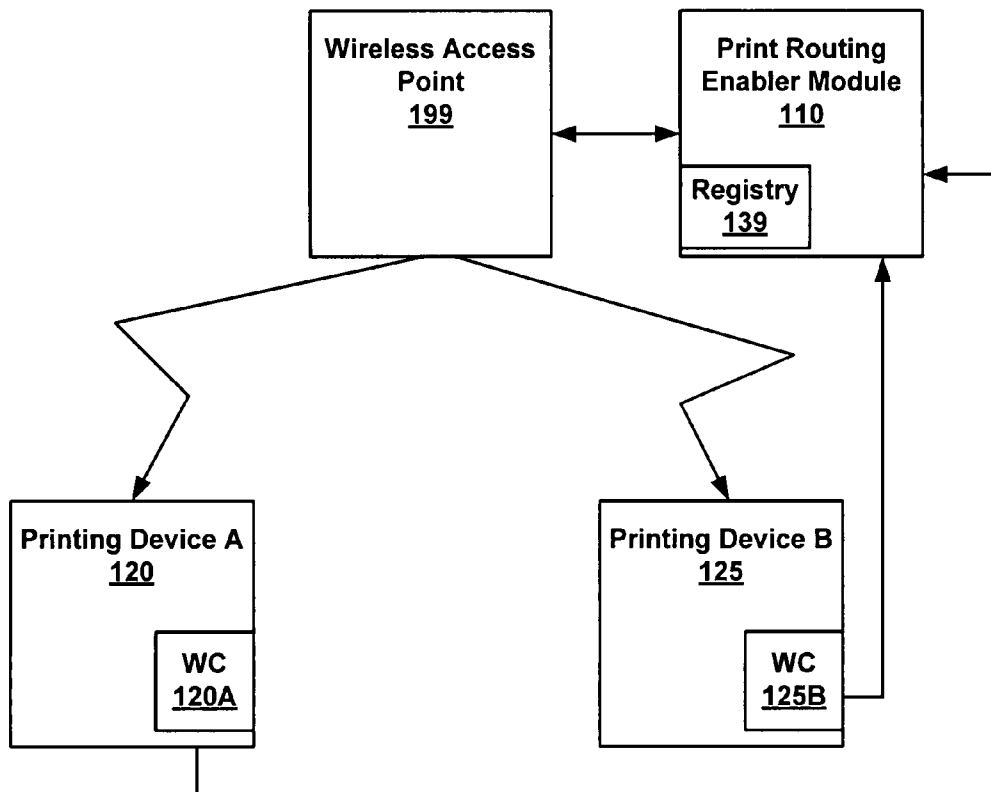 Wireless Access
Point
199
Print Routing
Enabler Module
110
Registry
139
Printing Device A
120
WC
120A
Printing Device B
125
WC
125B